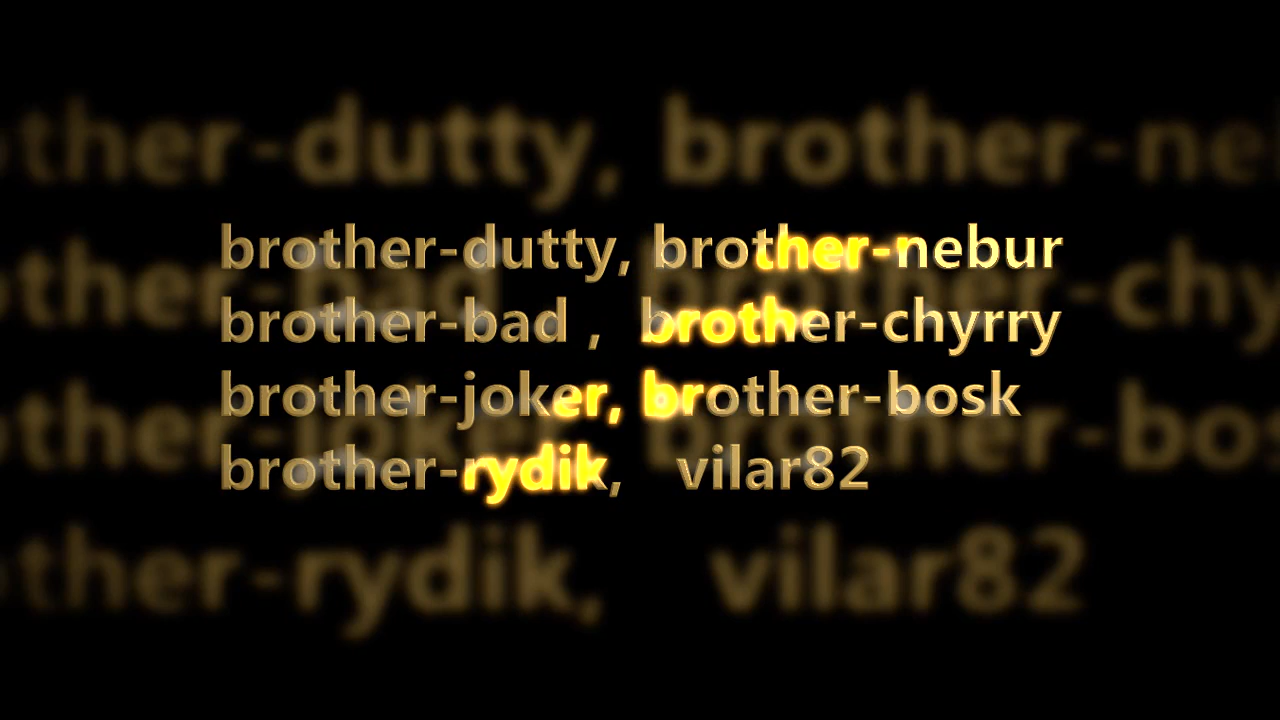 brother-dutty, brother-nebur
brother-bad , brother-chyrry
brother-joker, brother-bosk
brother-rydik, vilar82